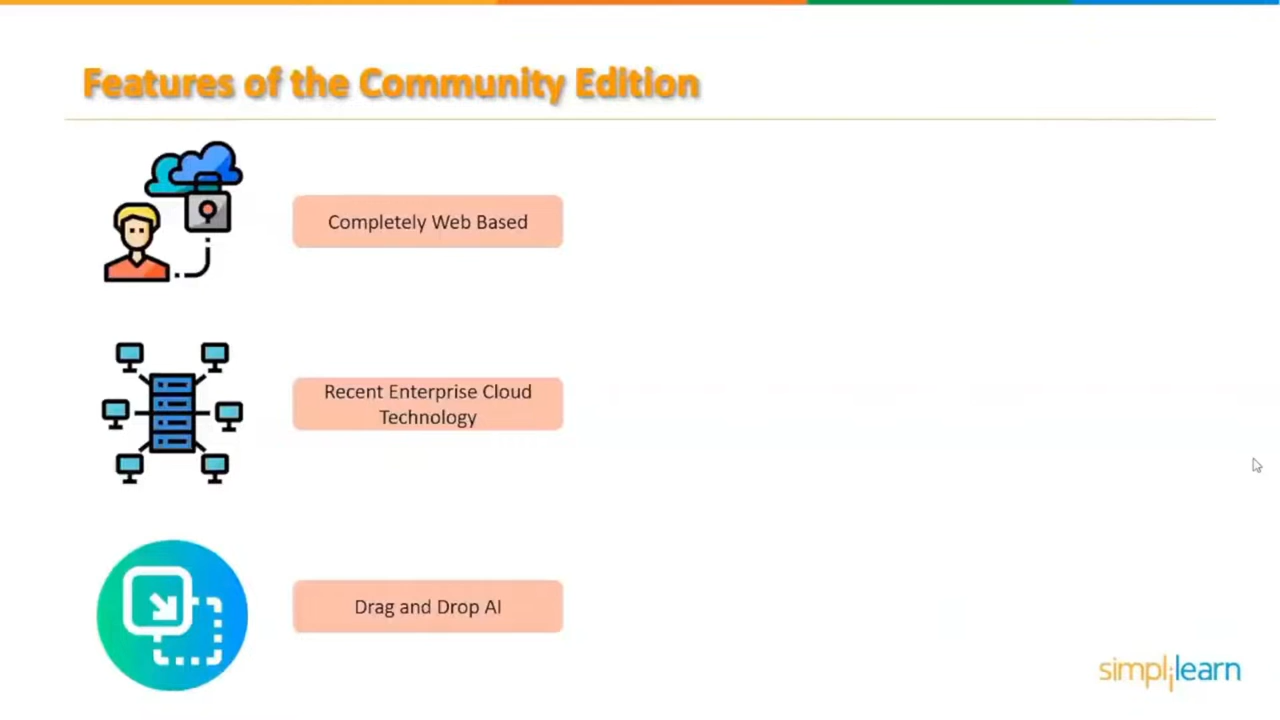 Features of the Community Edition
Completely Web Based
Recent Enterprise Cloud
Technology
Drag and Drop AI
simplilearn